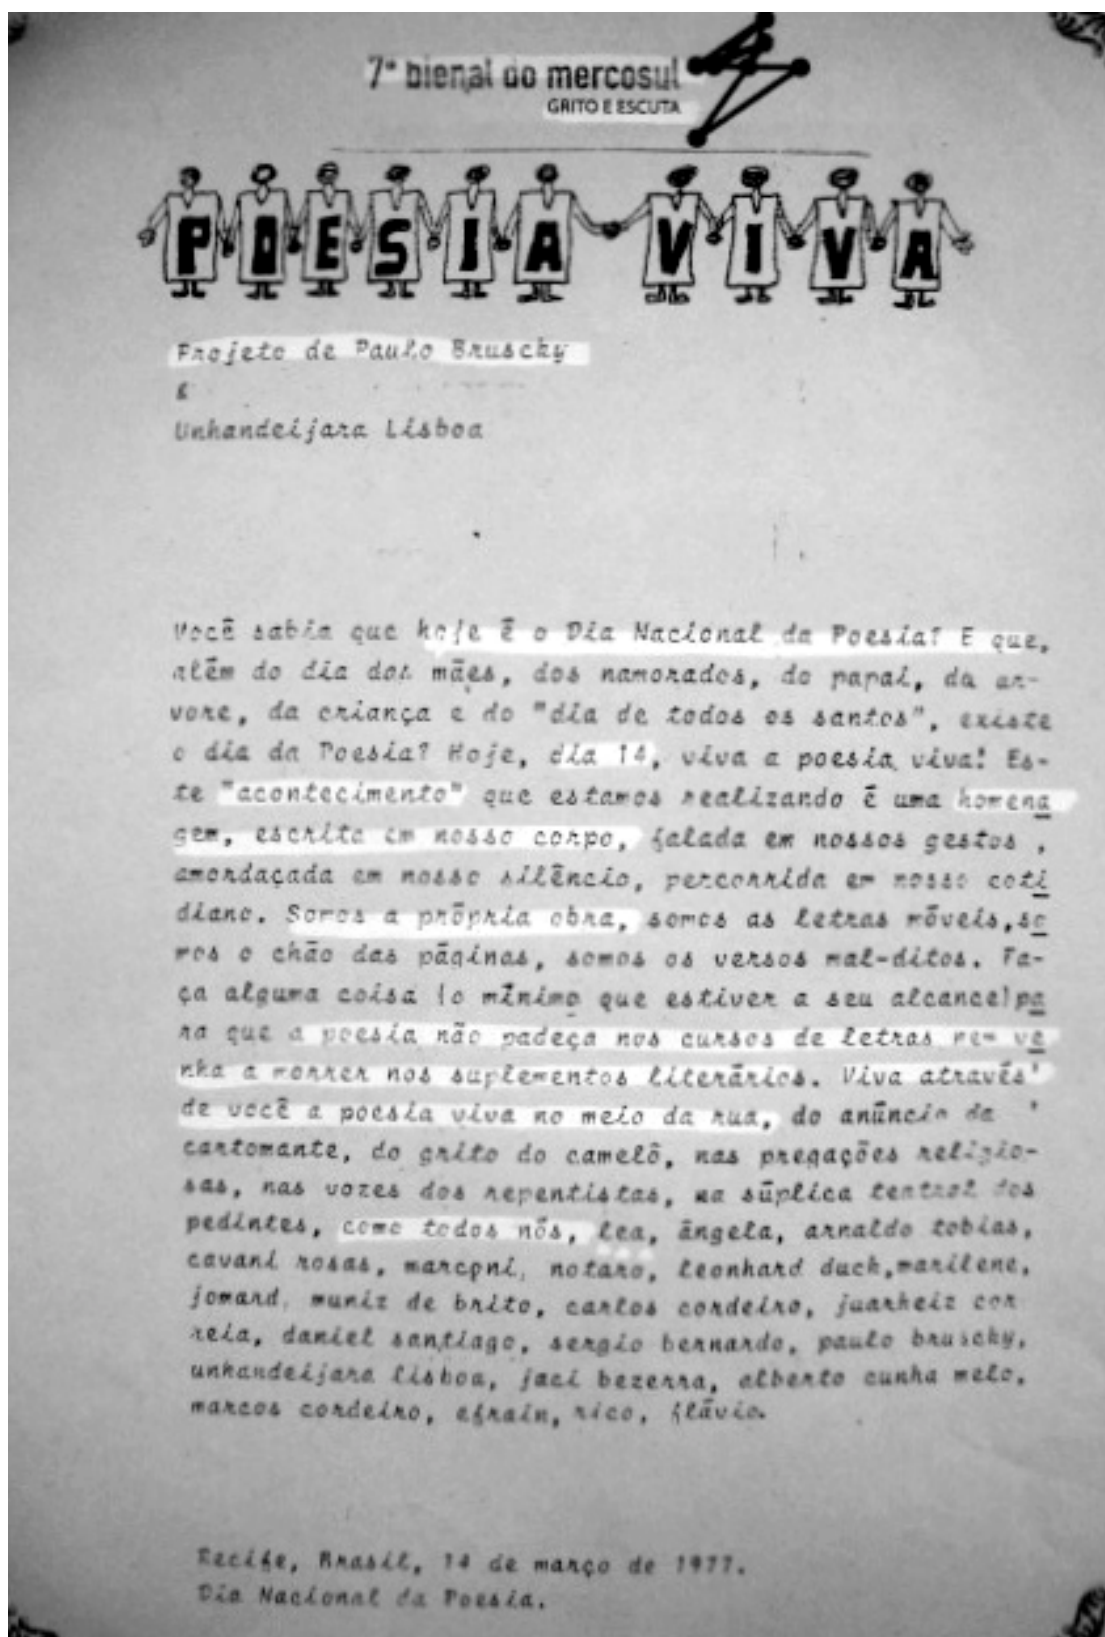 7ª bienal do mercosul
GRITO E ESCUTA
POESIA VIVA
Projeto de Paulo Bruscky
&
Unhandeijara Lisboa
Você sabia que hoje é o Dia Nacional da Poesia? E que,
além do dia das mães, dos namorados, do papai, da ár-
vore, da criança e do "dia de todos os santos", existe
o dia da Poesia? Hoje, dia 14, viva a poesia viva! Es-
te "acontecimento" que estamos realizando é uma homena
gem, escrita em nosso corpo, falada em nossos gestos ,
amordaçada em nosso silêncio, percorrida em nosso coti
diano. Somos a própria obra, somos as letras móveis,so
mos o chão das páginas, somos os versos mal-ditos. Fa-
ça alguma coisa (o mínimo que estiver a seu alcance)pa
ra que a poesia não padeça nos cursos de letras nem ve
nha a morrer nos suplementos literários. Viva através'
de você a poesia viva no meio da rua, do anúncio da '
cartomante, do grito do camelô, nas pregações religio-
sas, nas vozes dos repentistas, na súplica teatral dos
pedintes, como todos nós, lea, ângela, arnaldo tobias,
cavani rosas, marconi, notaro, leonhard duch,marilene,
jomard, muniz de brito, carlos cordeiro, juarheiz cor
reia, daniel santiago, sergio bernardo, paulo bruscky,
unhandeijara lisboa, jaci bezerra, alberto cunha melo,
marcos cordeiro, efrain, rico, flávio.
Recife, Brasil, 14 de março de 1977.
Dia Nacional da Poesia.